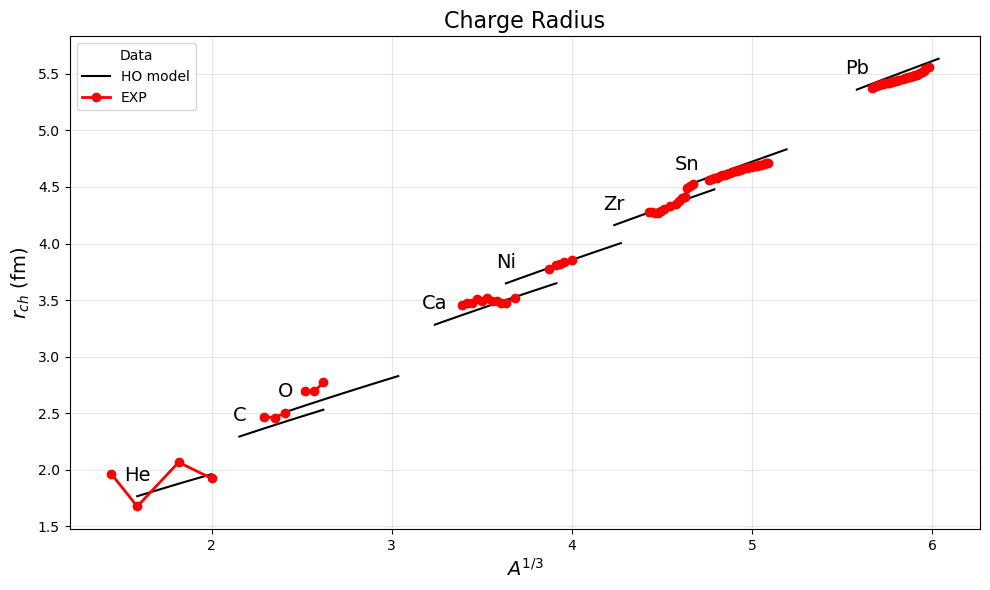 Charge Radius
Data
HO model
EXP
Pb
Sn
Zr
Ni
Ca
O
C
He
5.5
5.0
4.5
4.0
3.5
3.0
2.5
2.0
1.5
r_{ch} (fm)
2 3 4 5 6
A^{1/3}